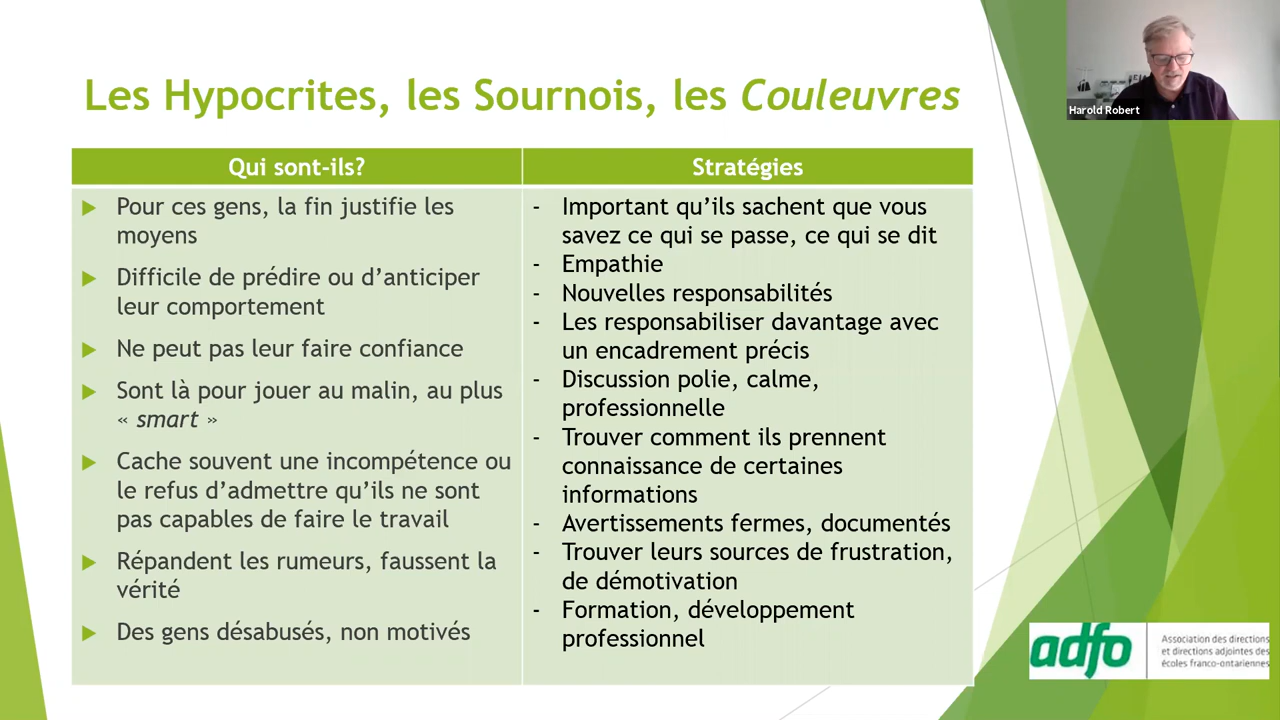 Les Hypocrites, les Sournois, les Couleuvres
Harold Robert
Qui sont-ils?
Pour ces gens, la fin justifie les
moyens
Difficile de prédire ou d’anticiper
leur comportement
Ne peut pas leur faire confiance
Sont là pour jouer au malin, au plus
« smart »
Cache souvent une incompétence ou
le refus d’admettre qu’ils ne sont
pas capables de faire le travail
Répandent les rumeurs, faussent la
vérité
Des gens désabusés, non motivés
Stratégies
- Important qu’ils sachent que vous
savez ce qui se passe, ce qui se dit
- Empathie
- Nouvelles responsabilités
- Les responsabiliser davantage avec
un encadrement précis
- Discussion polie, calme,
professionnelle
- Trouver comment ils prennent
connaissance de certaines
informations
- Avertissements fermes, documentés
- Trouver leurs sources de frustration,
de démotivation
- Formation, développement
professionnel
adfo
Association des directions
et directions adjointes des
écoles franco-ontariennes